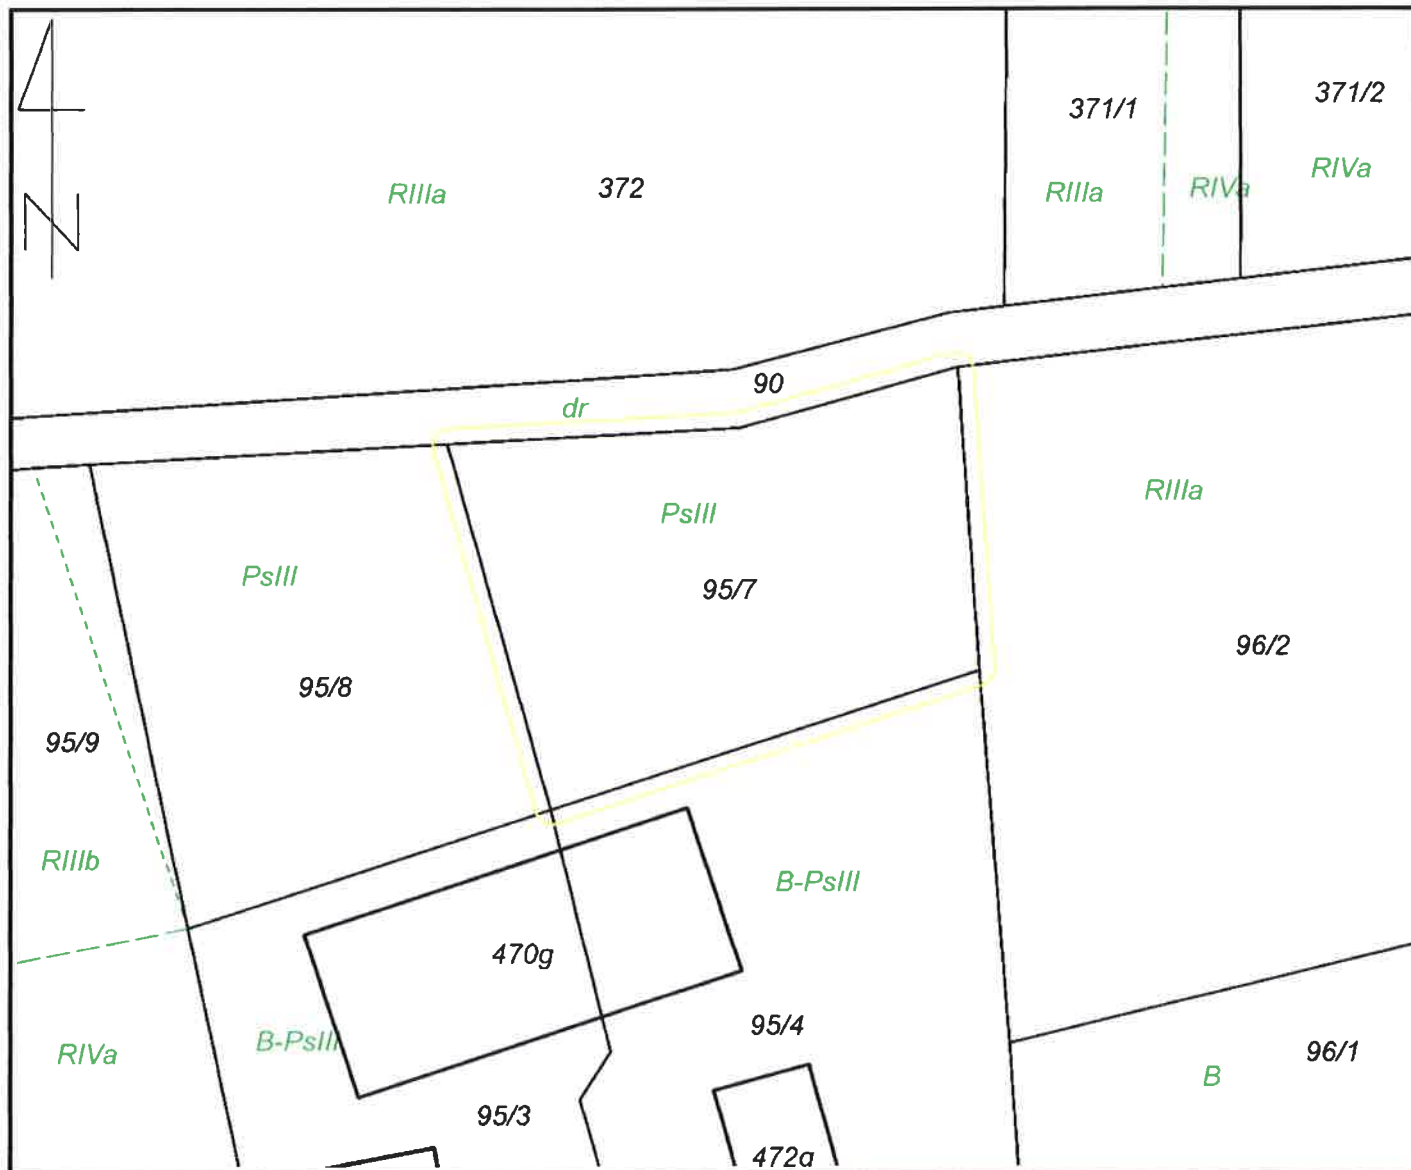 371/1
371/2
RIIIa
372
RIIIa
RIVa
RIVa
N
90
dr
PsIII
RIIIa
PsIII
95/7
96/2
95/8
95/9
RIIIb
B-PsIII
470g
95/4
B-PsIII
RIVa
96/1
B
95/3
472a